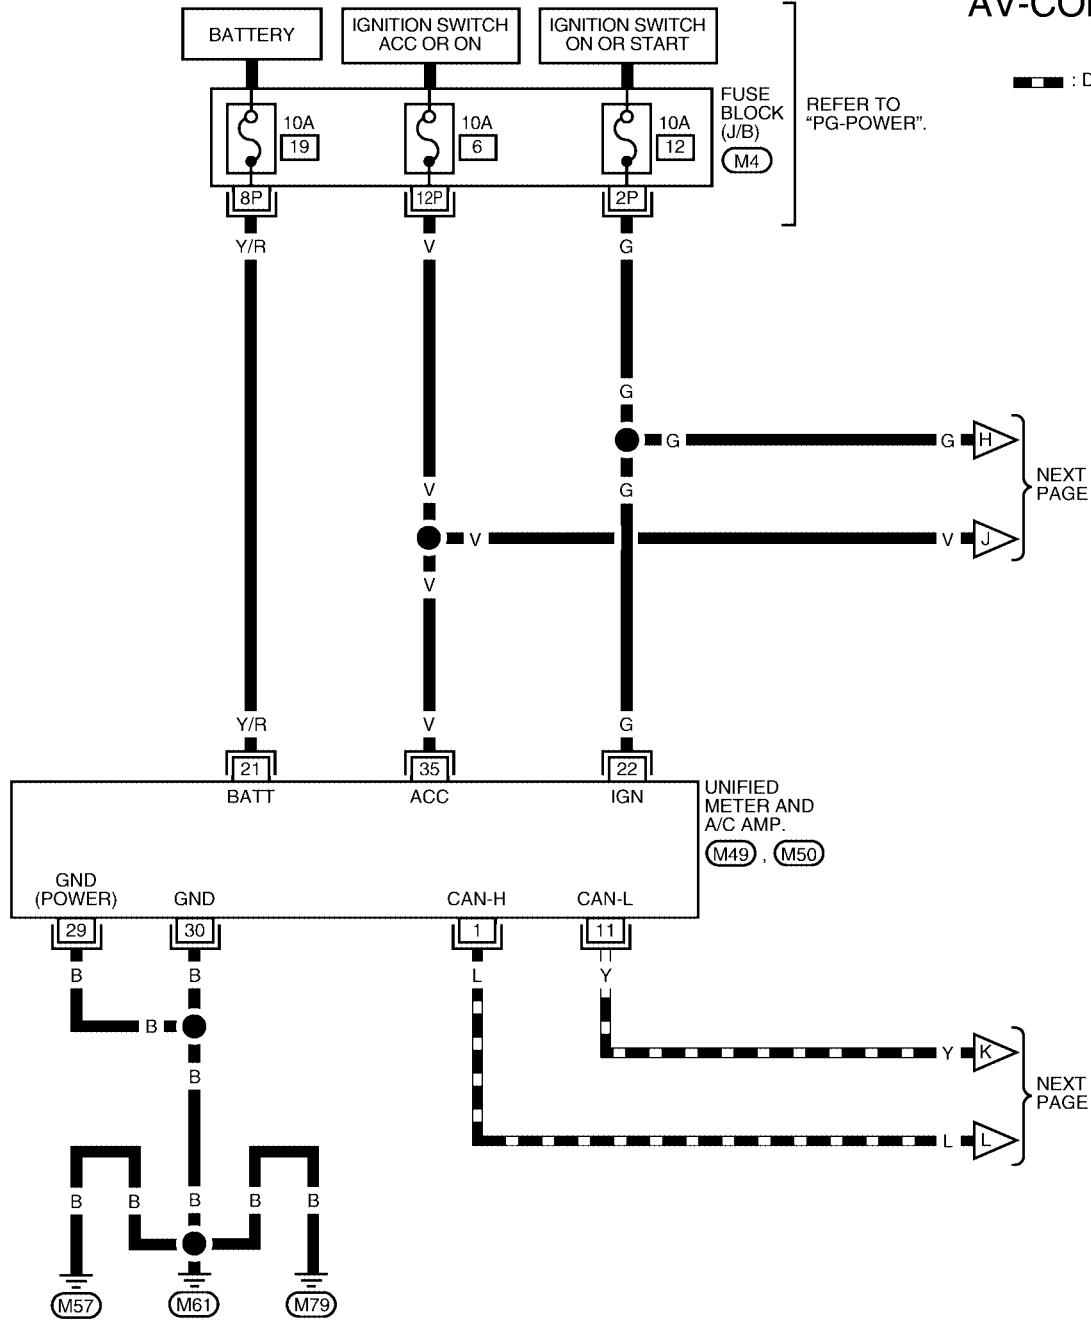 AV-CO
BATTERY
IGNITION SWITCH
ACC OR ON
IGNITION SWITCH
ON OR START
: D
FUSE
BLOCK
(J/B)
M4
REFER TO
“PG-POWER”.
10A
19
10A
6
10A
12
8P
12P
2P
Y/R
V
G
G
G
G
H
V
G
NEXT
PAGE
V
V
J
V
Y/R
V
G
21
35
22
BATT
ACC
IGN
UNIFIED
METER AND
A/C AMP.
M49 , M50
GND
(POWER)
GND
CAN-H
CAN-L
29
30
1
11
B
B
L
Y
B
B
Y
K
NEXT
PAGE
L
L
B
B
B
B
B
M57
M61
M79